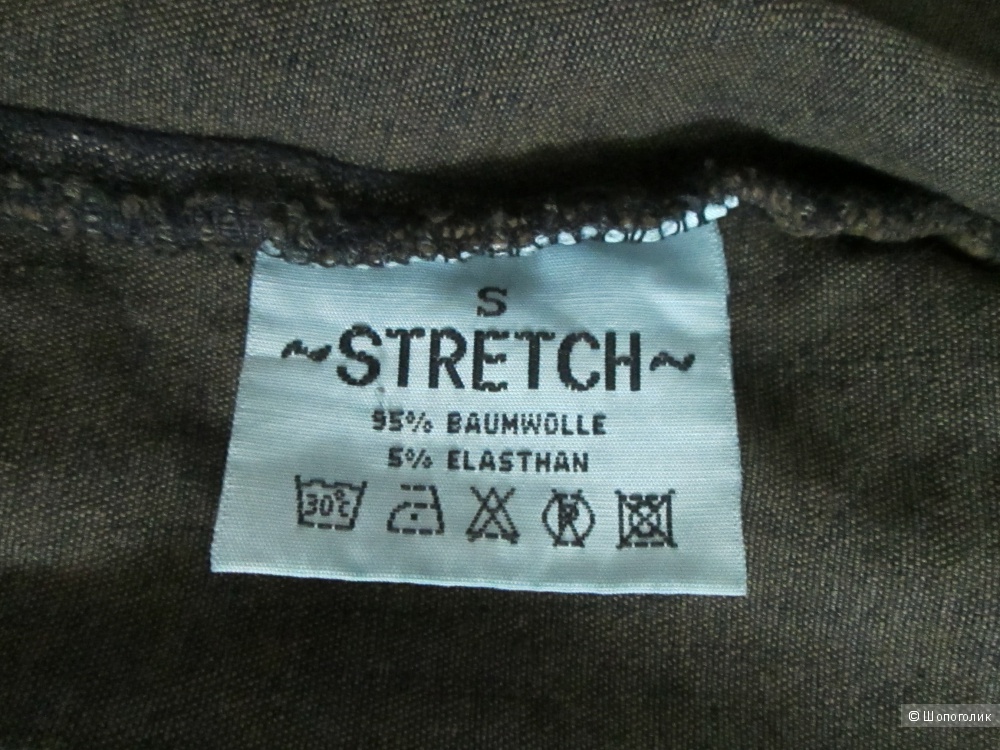 S
~STRETCH~
95% BAUMWOLLE
5% ELASTHAN
30°C
© Шопоголик